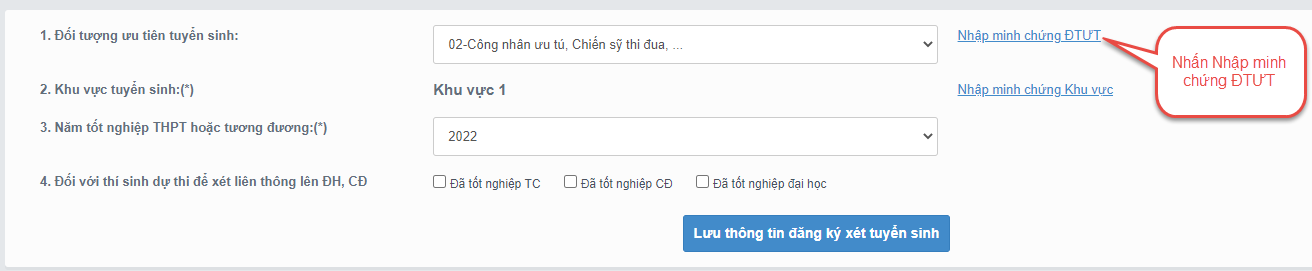 1. Đối tượng ưu tiên tuyển sinh:
02-Công nhân ưu tú, Chiến sỹ thi đua, ...
Nhập minh chứng ĐTƯT
Nhấn Nhập minh
chứng ĐTƯT
2. Khu vực tuyển sinh:(*)
Khu vực 1
Nhập minh chứng Khu vực
3. Năm tốt nghiệp THPT hoặc tương đương:(*)
2022
4. Đối với thí sinh dự thi để xét liên thông lên ĐH, CĐ
Đã tốt nghiệp TC
Đã tốt nghiệp CĐ
Đã tốt nghiệp đại học
Lưu thông tin đăng ký xét tuyển sinh